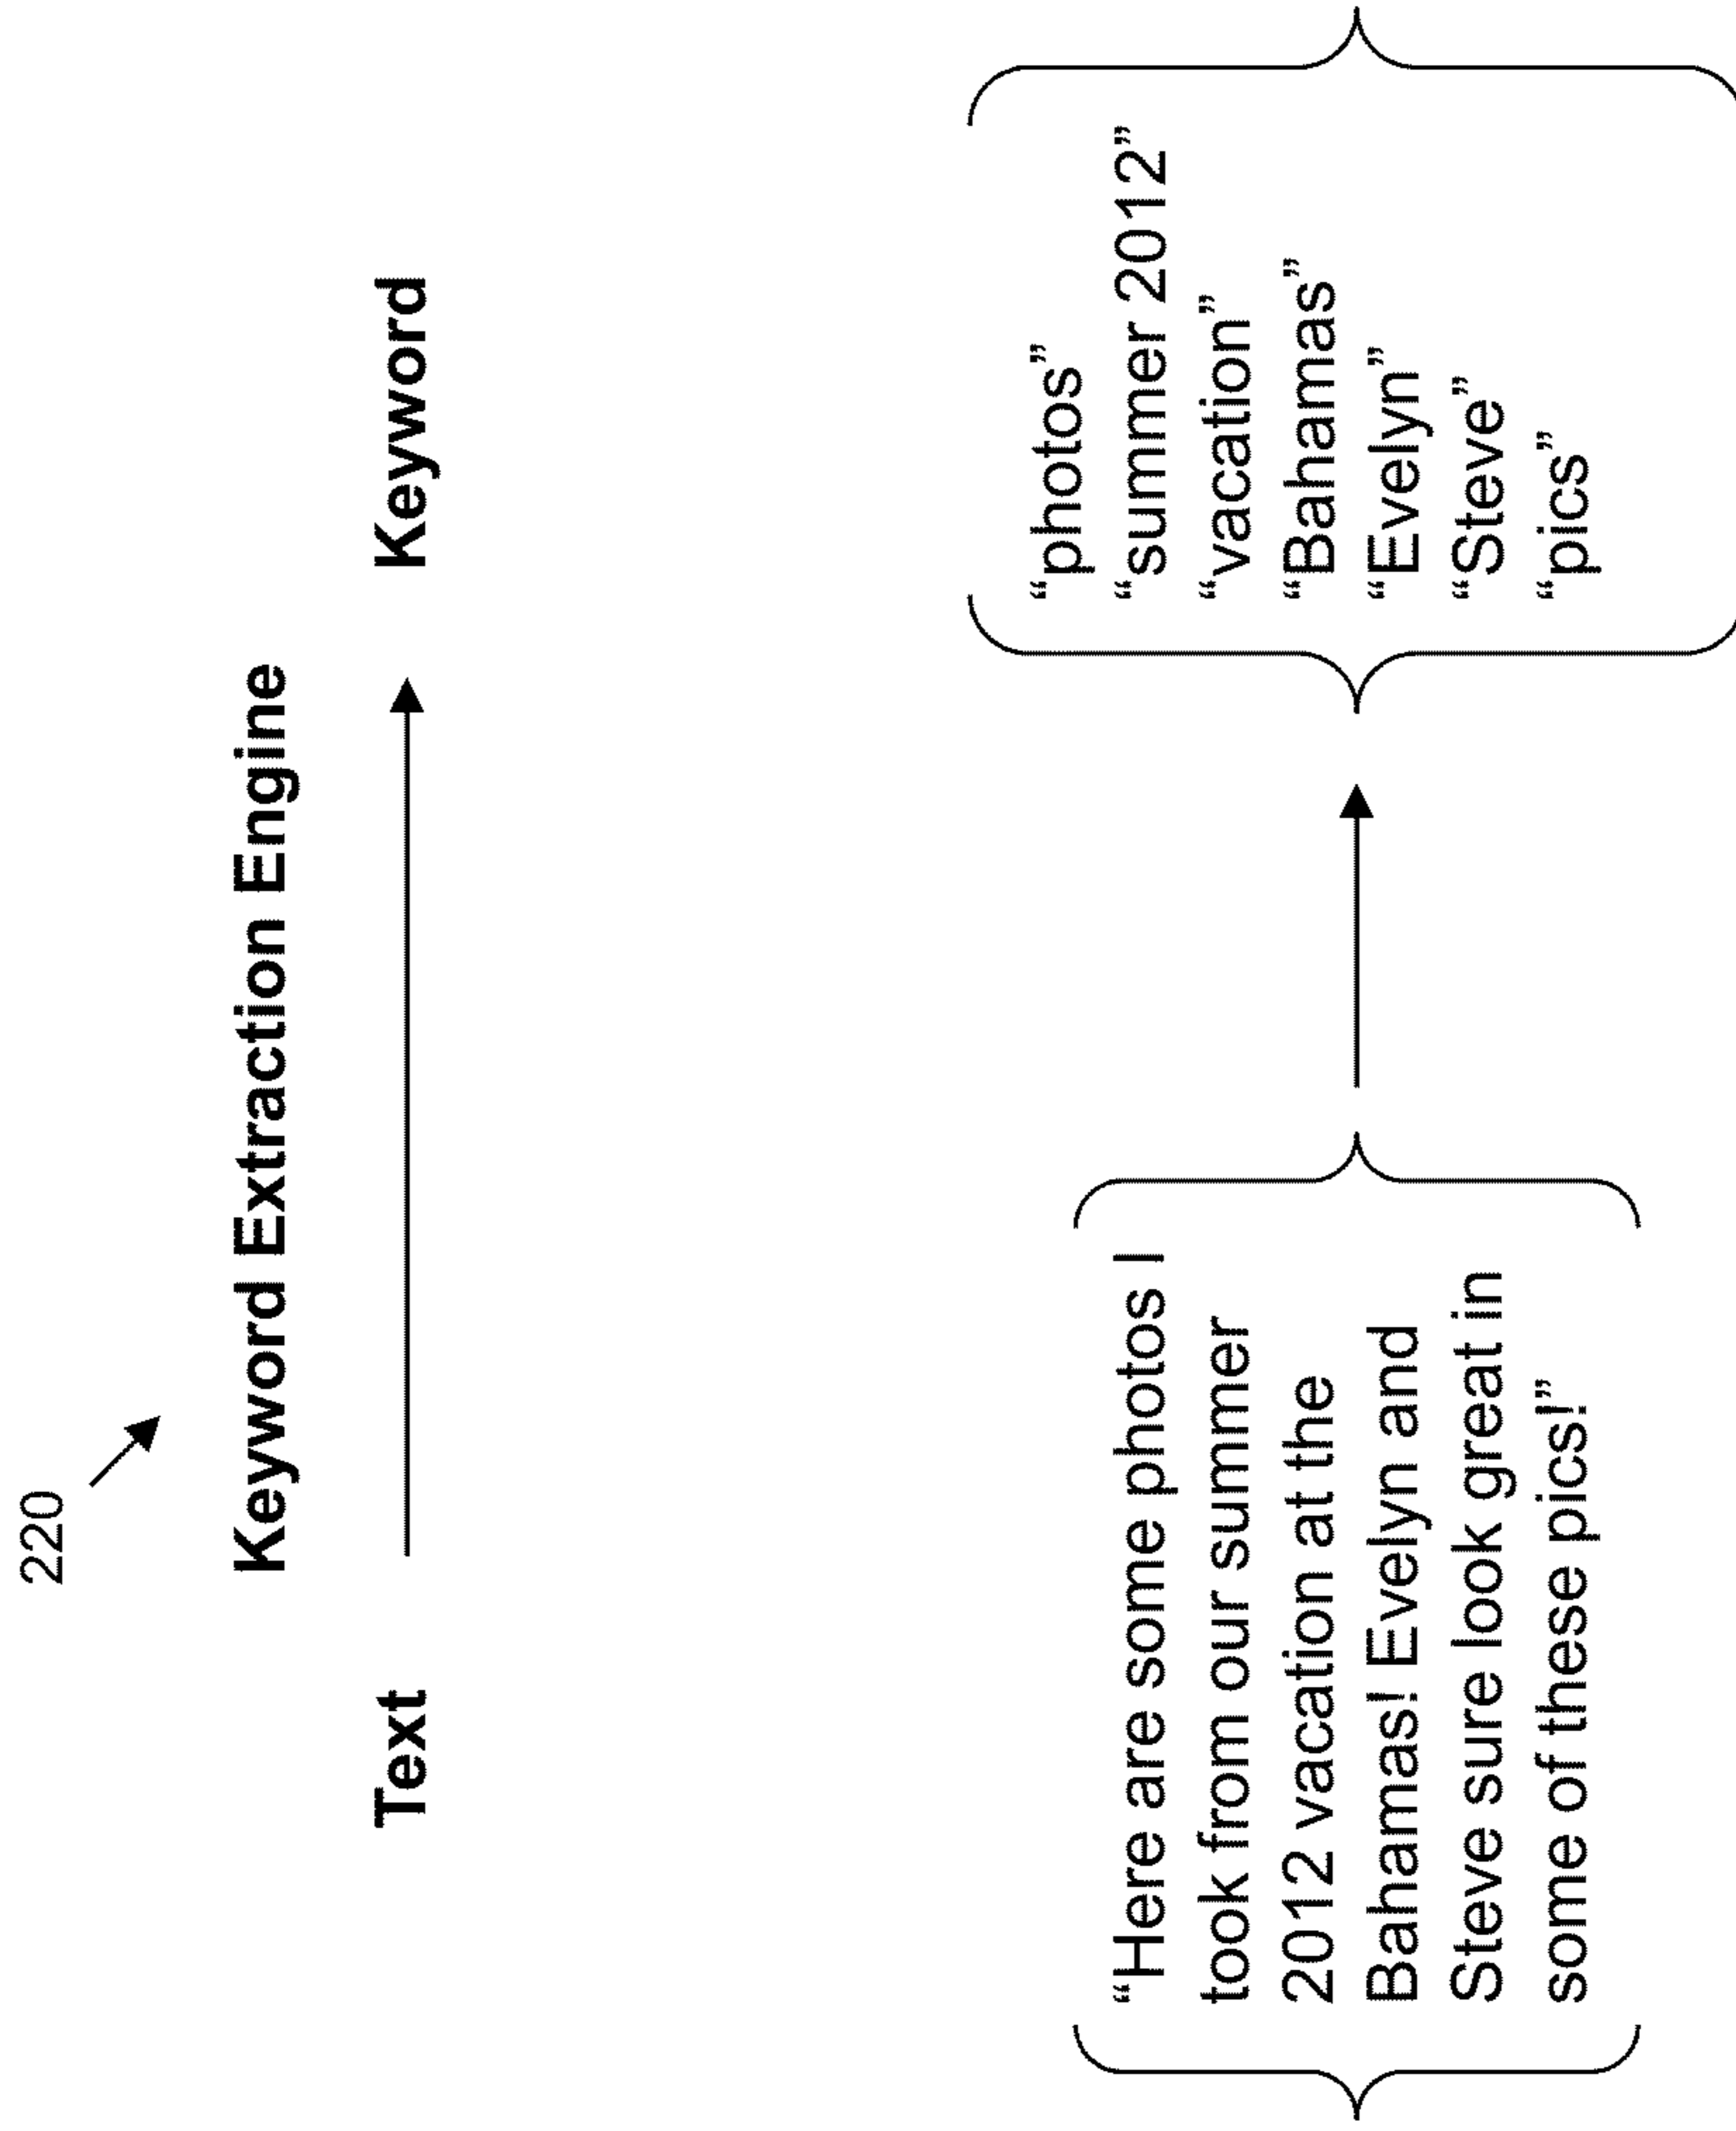 220
Keyword Extraction Engine
Text
Keyword
“Here are some photos I
took from our summer
2012 vacation at the
Bahamas! Evelyn and
Steve sure look great in
some of these pics!”
“photos”
“summer 2012”
“vacation”
“Bahamas”
“Evelyn”
“Steve”
“pics”